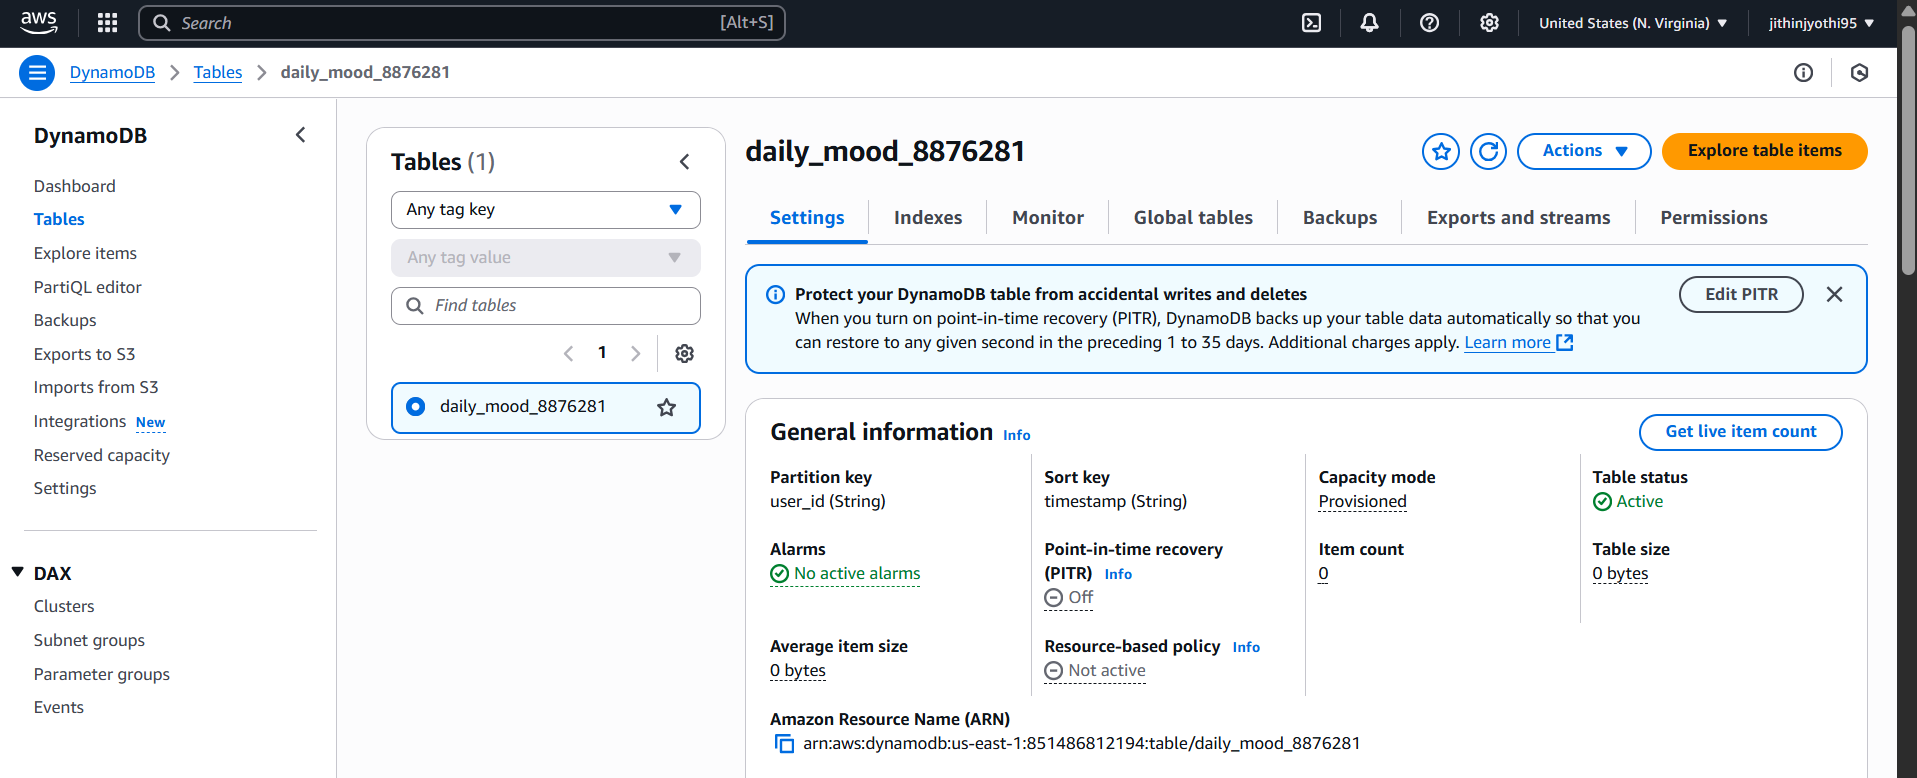 aws
Search
[Alt+S]
United States (N. Virginia)
jithinjyothi95
DynamoDB
Tables
daily_mood_8876281
DynamoDB
Dashboard
Tables
Explore items
PartiQL editor
Backups
Exports to S3
Imports from S3
Integrations New
Reserved capacity
Settings
DAX
Clusters
Subnet groups
Parameter groups
Events
Tables (1)
Any tag key
Any tag value
Find tables
1
daily_mood_8876281
daily_mood_8876281
Actions
Explore table items
Settings
Indexes
Monitor
Global tables
Backups
Exports and streams
Permissions
Protect your DynamoDB table from accidental writes and deletes
When you turn on point-in-time recovery (PITR), DynamoDB backs up your table data automatically so that you
can restore to any given second in the preceding 1 to 35 days. Additional charges apply. Learn more
Edit PITR
General information Info
Get live item count
Partition key
user_id (String)
Sort key
timestamp (String)
Capacity mode
Provisioned
Table status
Active
Alarms
No active alarms
Point-in-time recovery
(PITR) Info
Off
Item count
0
Table size
0 bytes
Average item size
0 bytes
Resource-based policy Info
Not active
Amazon Resource Name (ARN)
arn:aws:dynamodb:us-east-1:851486812194:table/daily_mood_8876281